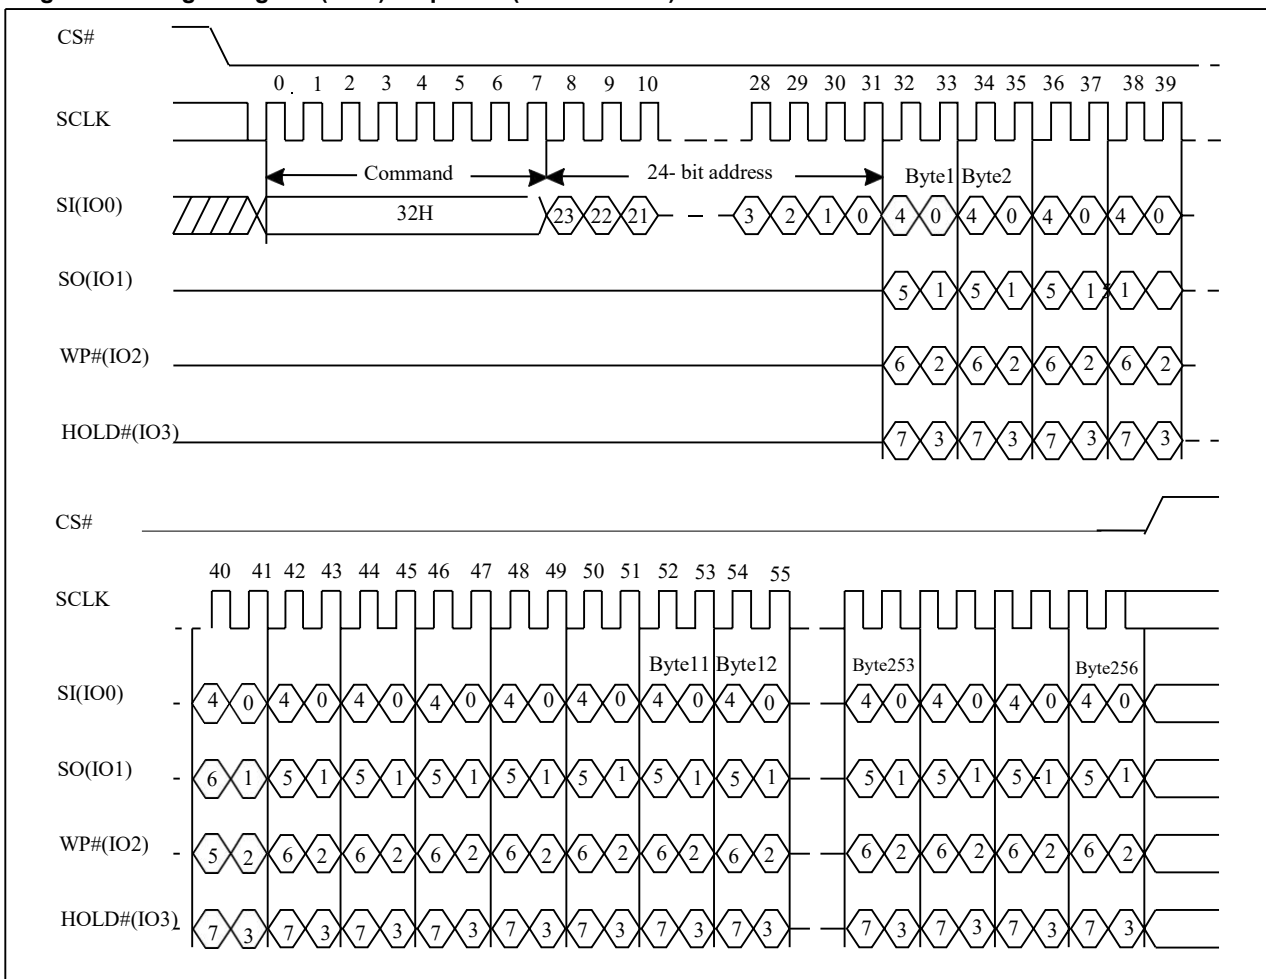 CS#
0 1 2 3 4 5 6 7 8 9 10 28 29 30 31 32 33 34 35 36 37 38 39
SCLK
Command 24- bit address Byte1 Byte2
SI(IO0) 32H 23 22 21 3 2 1 0 4 0 4 0 4 0 4 0
SO(IO1) 5 1 5 1 5 1 5 1
WP#(IO2) 6 2 6 2 6 2 6 2
HOLD#(IO3) 7 3 7 3 7 3 7 3
CS#
40 41 42 43 44 45 46 47 48 49 50 51 52 53 54 55
SCLK
Byte11 Byte12 Byte253 Byte256
SI(IO0) 4 0 4 0 4 0 4 0 4 0 4 0 4 0 4 0 4 0 4 0 4 0 4 0
SO(IO1) 6 1 5 1 5 1 5 1 5 1 5 1 5 1 5 1 5 1 5 1 5 1 5 1
WP#(IO2) 5 2 6 2 6 2 6 2 6 2 6 2 6 2 6 2 6 2 6 2 6 2 6 2
HOLD#(IO3) 7 3 7 3 7 3 7 3 7 3 7 3 7 3 7 3 7 3 7 3 7 3 7 3